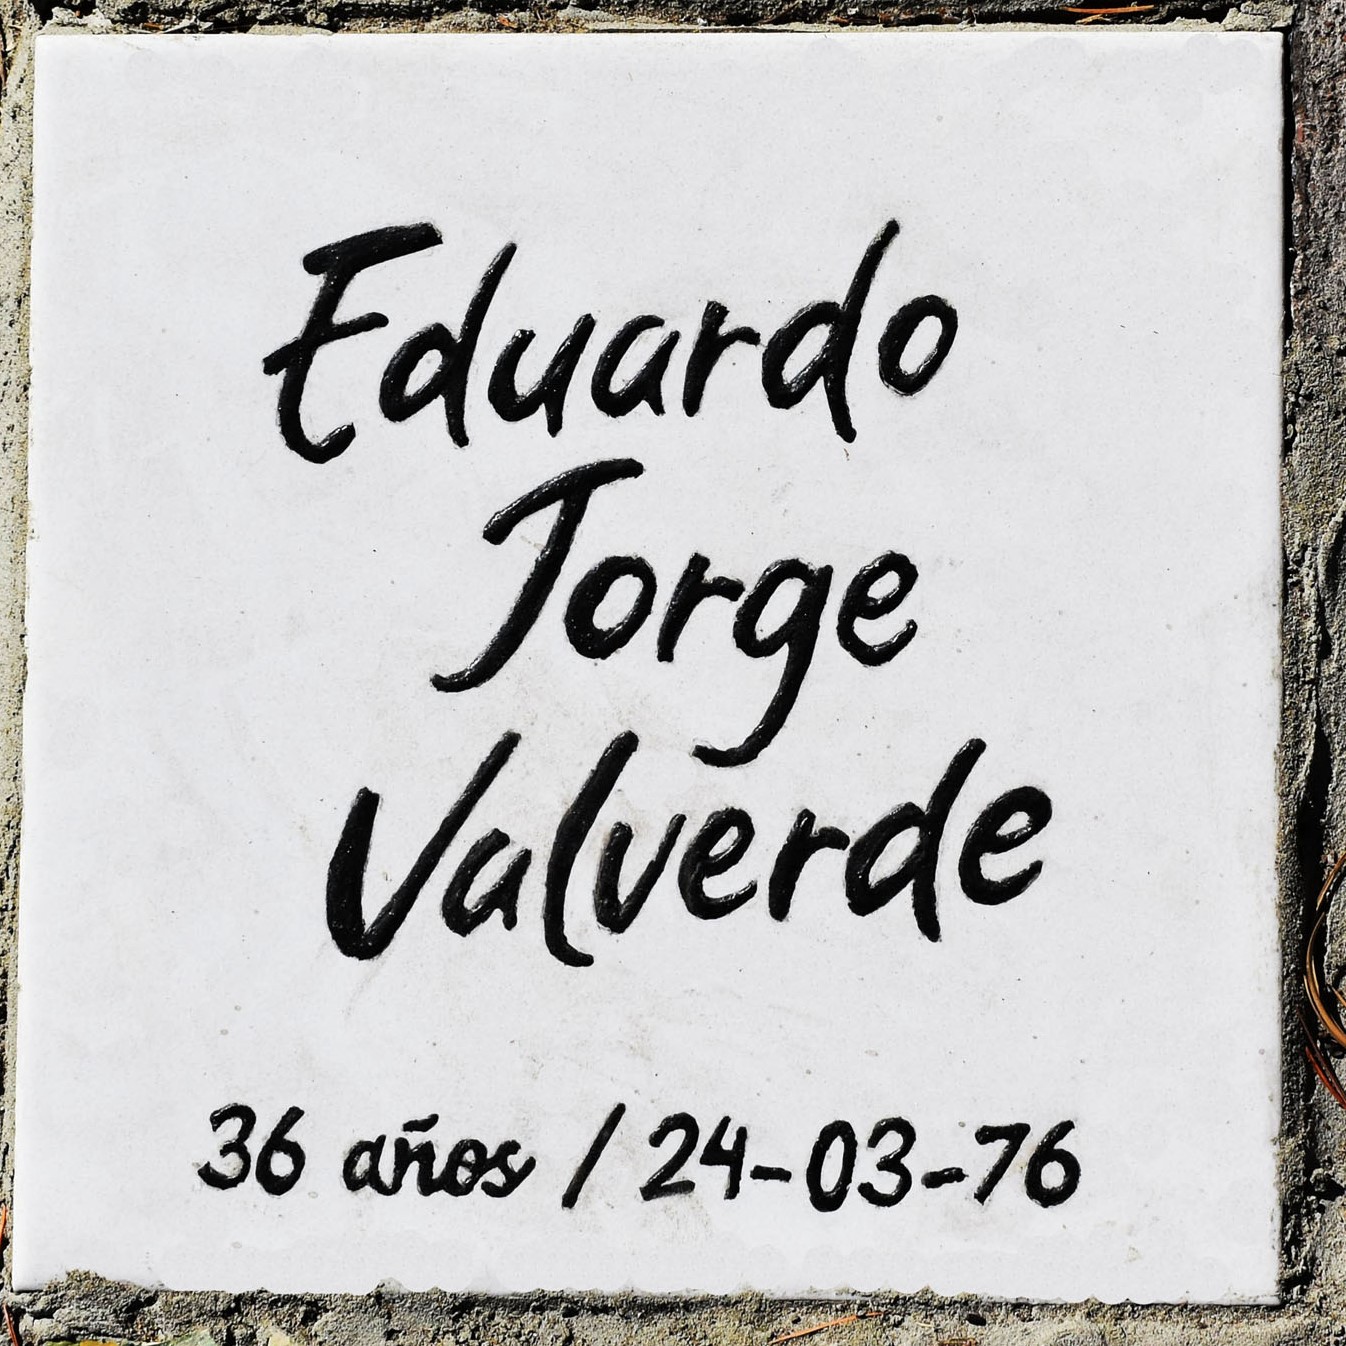 Eduardo
Jorge
Valverde
36 años / 24-03-76